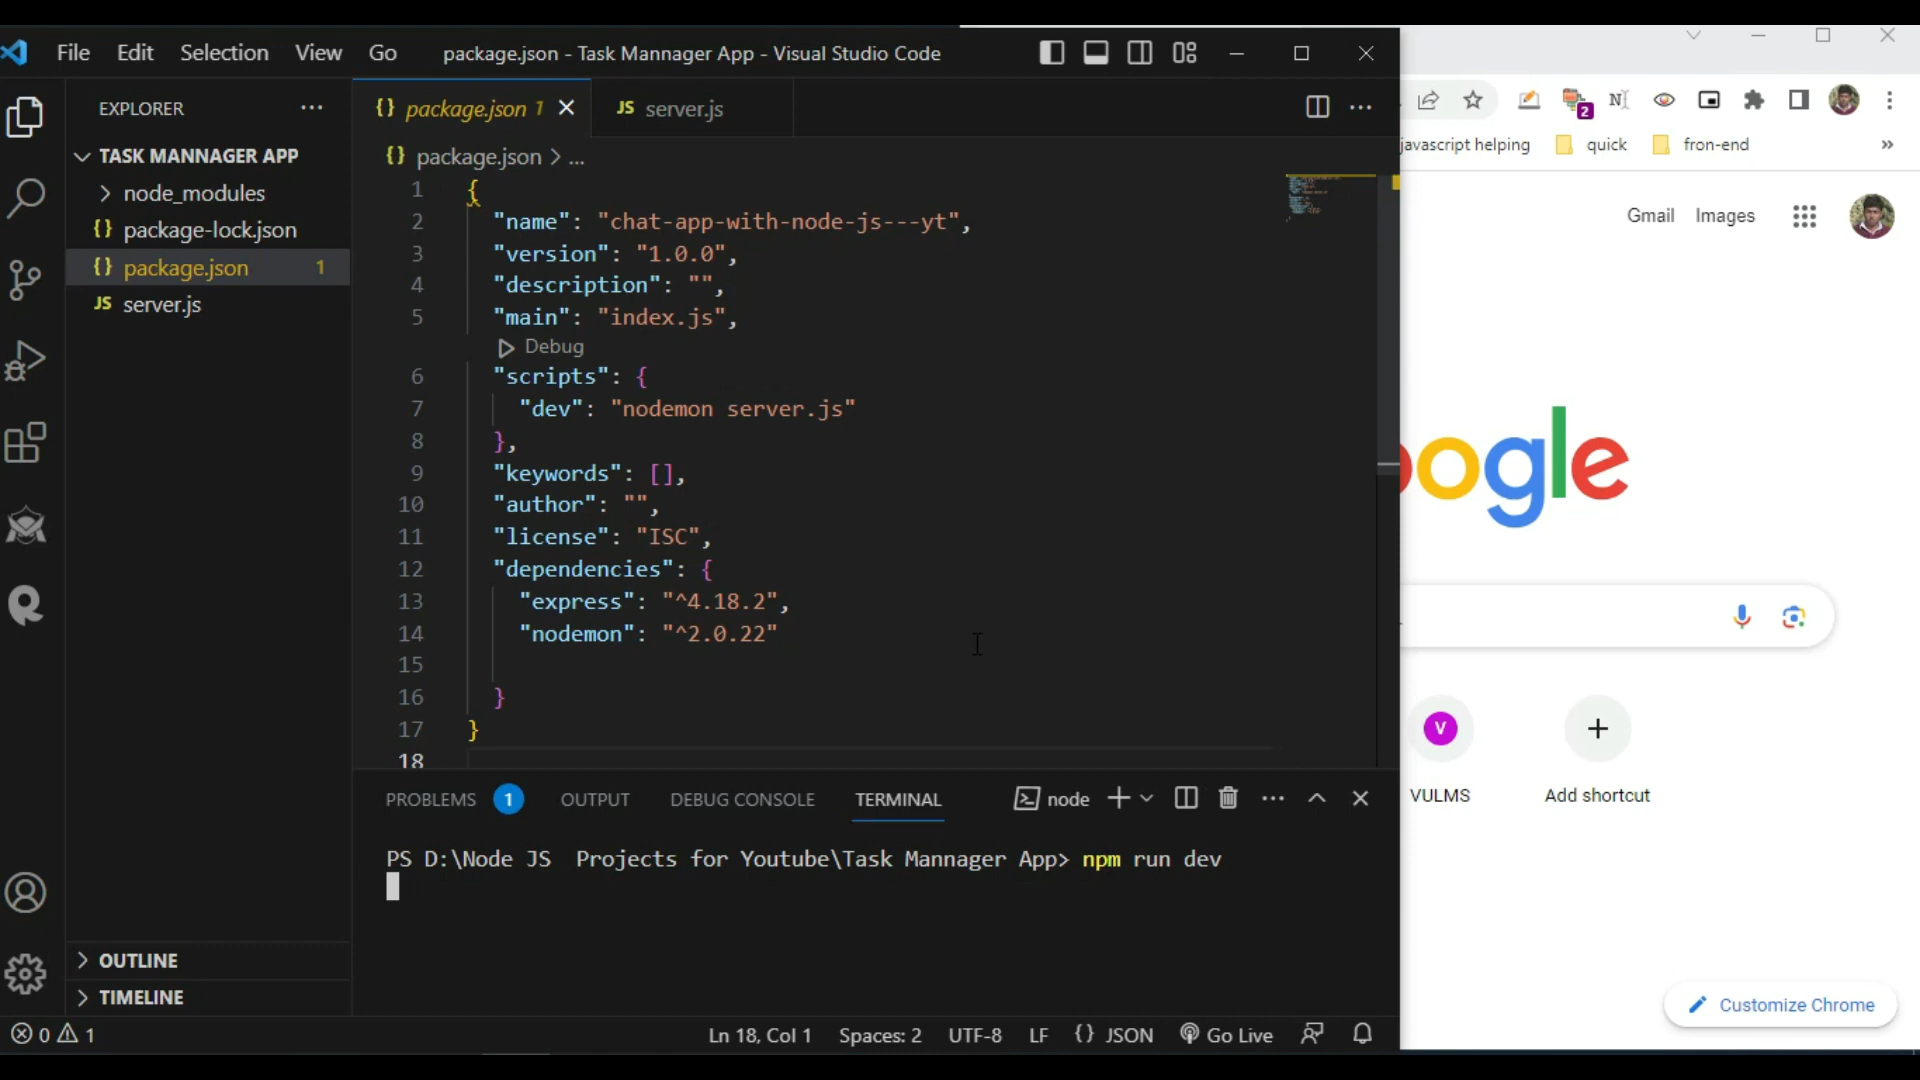 File Edit Selection View Go package.json - Task Mannager App - Visual Studio Code
EXPLORER
TASK MANNAGER APP
node_modules
{} package-lock.json
{} package.json 1
JS server.js
OUTLINE
TIMELINE
{} package.json 1
JS server.js
{} package.json > ...
1 {
2 "name": "chat-app-with-node-js---yt",
3 "version": "1.0.0",
4 "description": "",
5 "main": "index.js",
Debug
6 "scripts": {
7 "dev": "nodemon server.js"
8 },
9 "keywords": [],
10 "author": "",
11 "license": "ISC",
12 "dependencies": {
13 "express": "^4.18.2",
14 "nodemon": "^2.0.22"
15
16 }
17 }
18
PROBLEMS 1 OUTPUT DEBUG CONSOLE TERMINAL node
PS D:\Node JS  Projects for Youtube\Task Mannager App> npm run dev
0 1 Ln 18, Col 1 Spaces: 2 UTF-8 LF {} JSON Go Live
2
javascript helping quick fron-end »
Gmail Images
ogle
V
VULMS Add shortcut
Customize Chrome